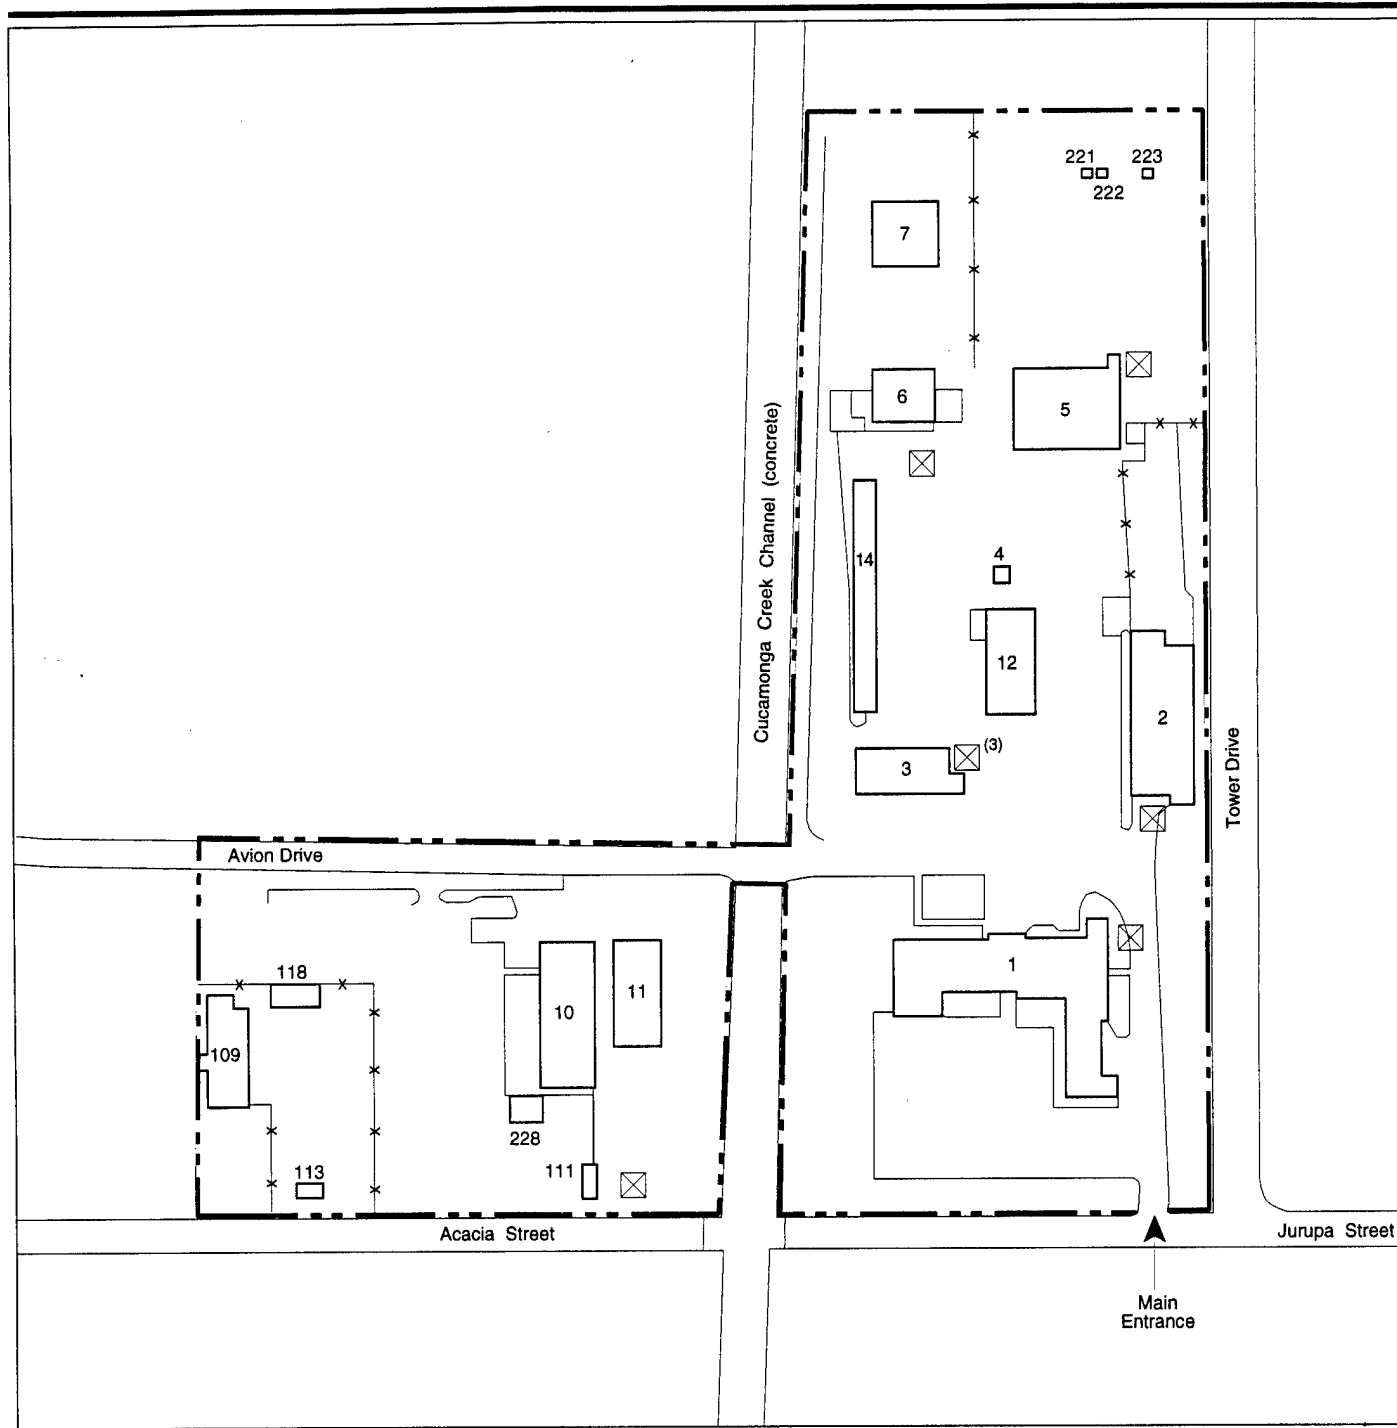 221
223
222
7
6
5
Cucamonga Creek Channel (concrete)
4
14
12
2
(3)
3
Tower Drive
Avion Drive
1
118
11
10
109
228
111
113
Acacia Street
Jurupa Street
Main
Entrance